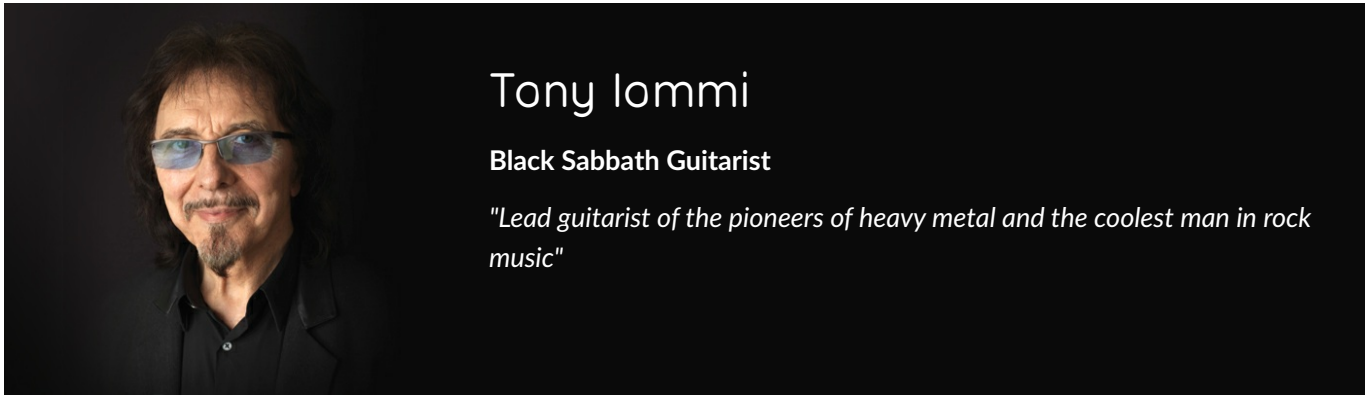 Tony Iommi
Black Sabbath Guitarist
"Lead guitarist of the pioneers of heavy metal and the coolest man in rock
music"